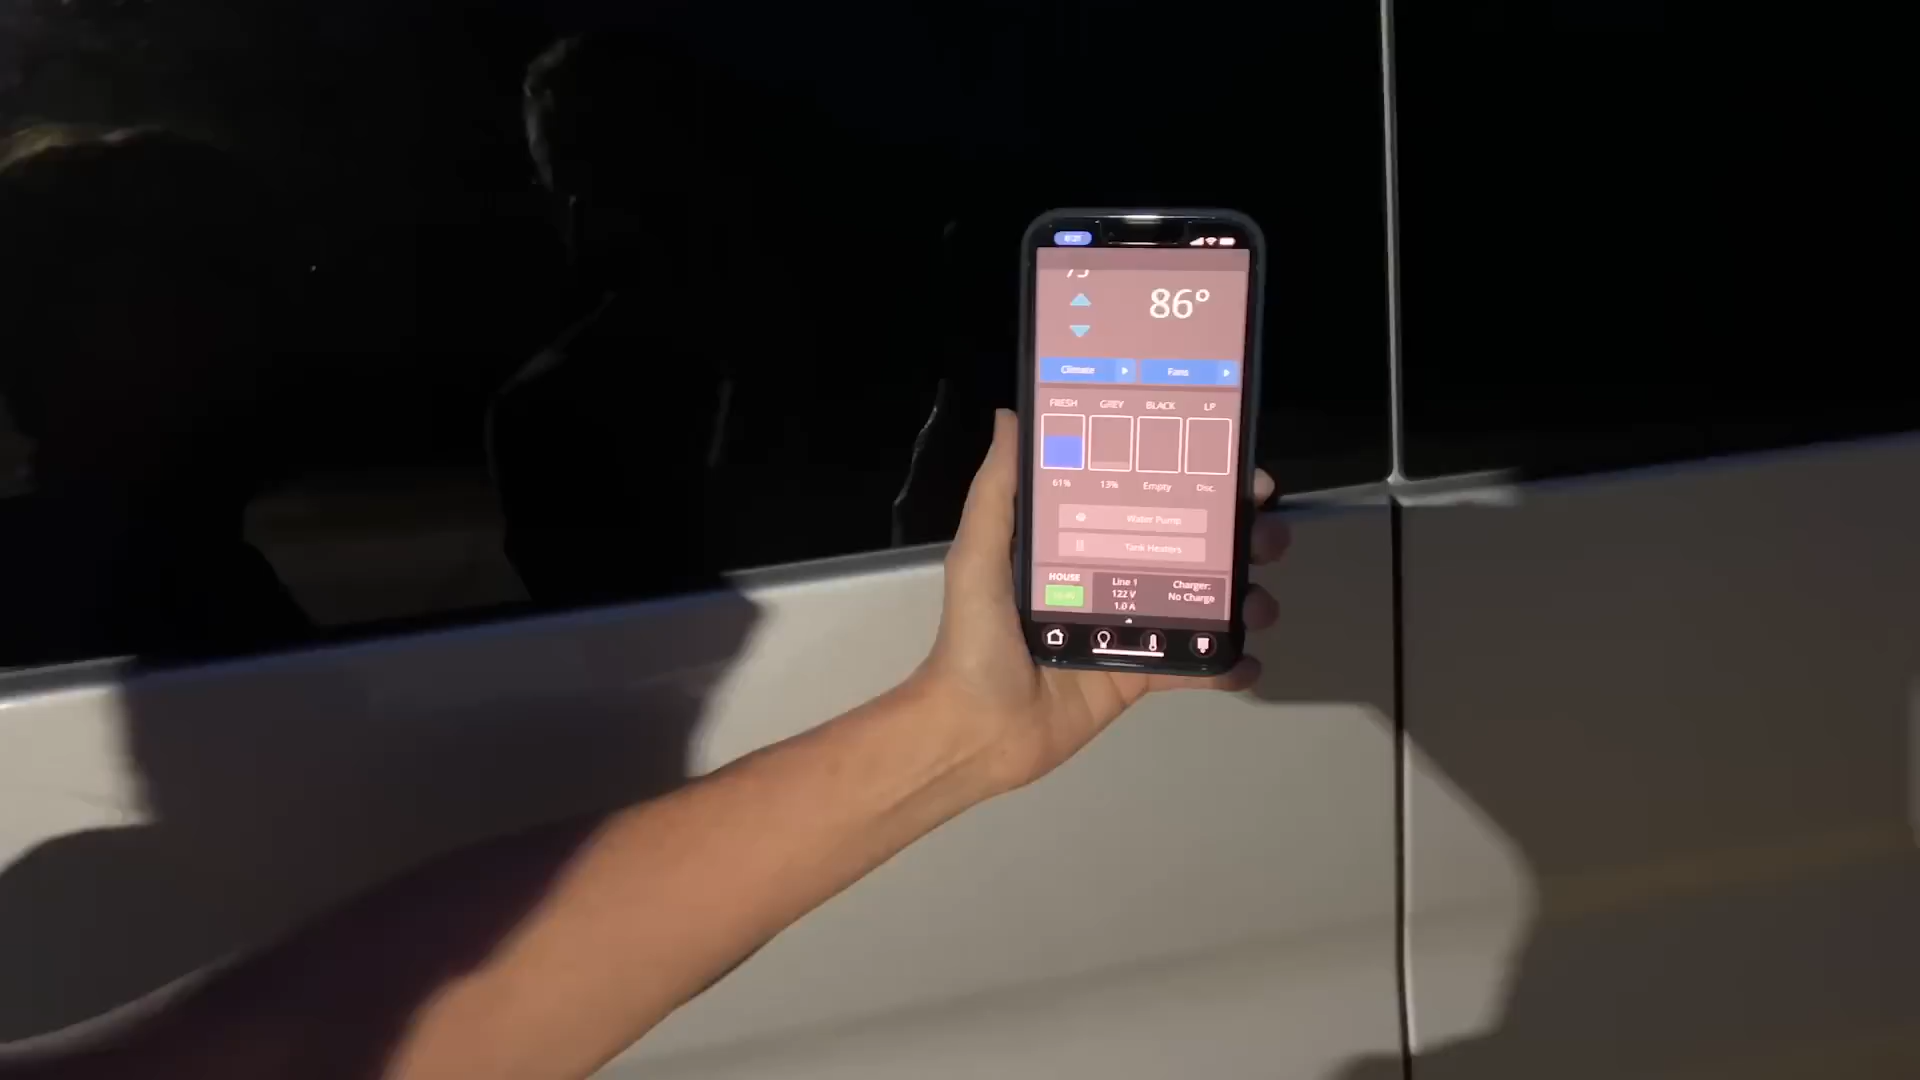 86°
Climate
Fans
FRESH GREY BLACK LP
61% 13% Empty Disc.
Water Pump
Tank Heaters
HOUSE
Line 1
122 V
1.0 A
Charger:
No Charge